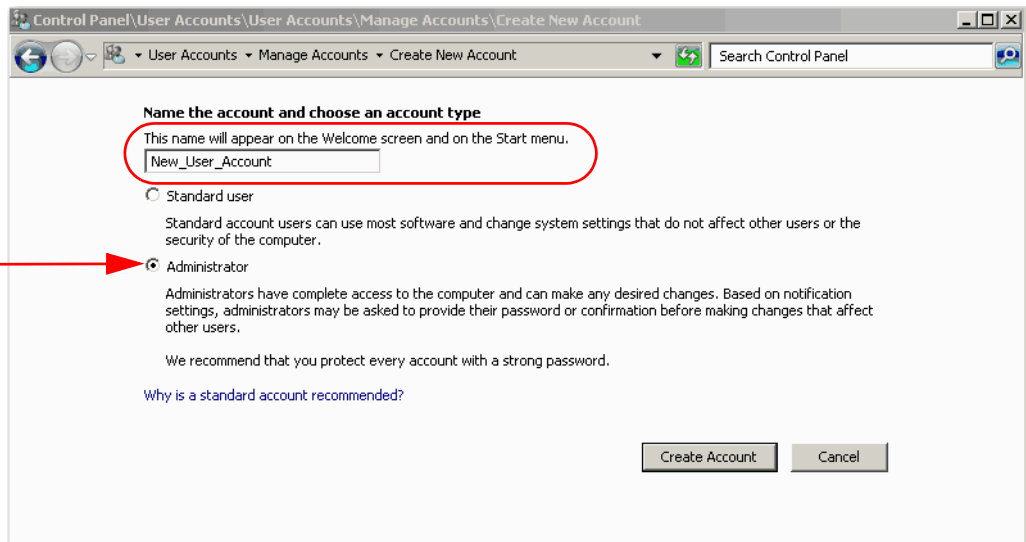 Control Panel\User Accounts\User Accounts\Manage Accounts\Create New Account
User Accounts Manage Accounts Create New Account
Search Control Panel
Name the account and choose an account type
This name will appear on the Welcome screen and on the Start menu.
New_User_Account
Standard user
Standard account users can use most software and change system settings that do not affect other users or the
security of the computer.
Administrator
Administrators have complete access to the computer and can make any desired changes. Based on notification
settings, administrators may be asked to provide their password or confirmation before making changes that affect
other users.
We recommend that you protect every account with a strong password.
Why is a standard account recommended?
Create Account
Cancel